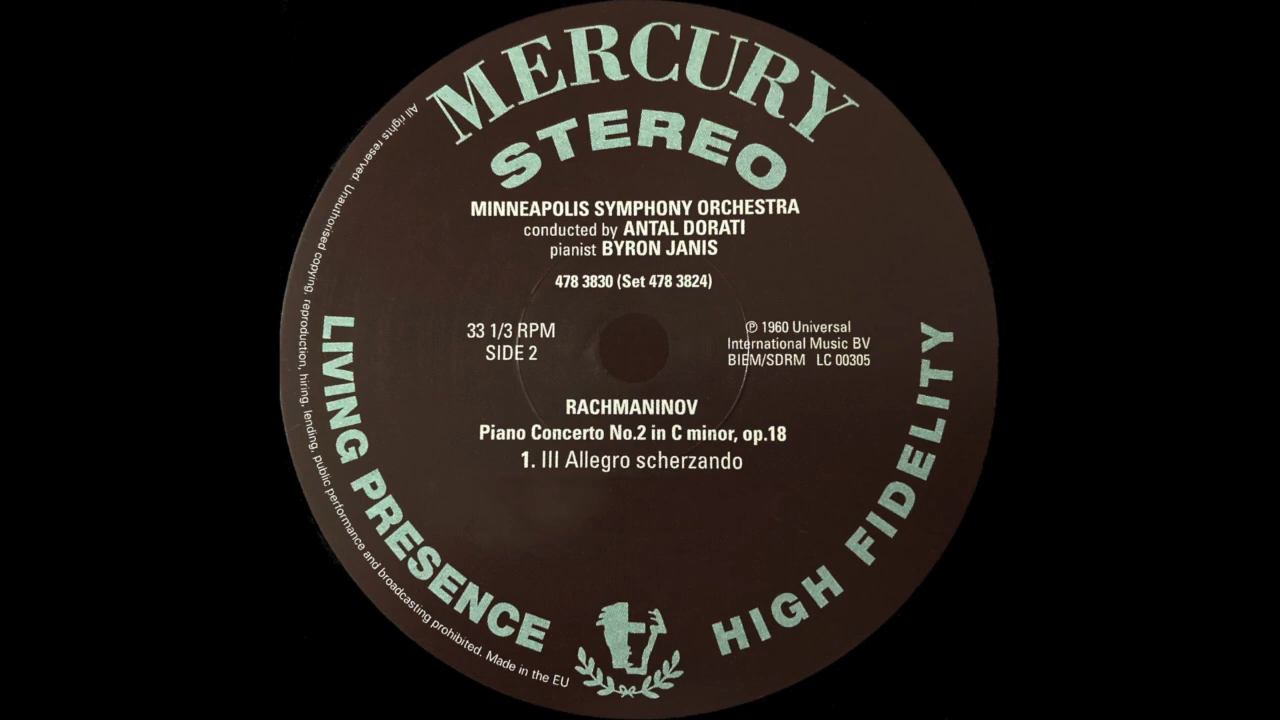 MERCURY
STEREO
MINNEAPOLIS SYMPHONY ORCHESTRA
conducted by ANTAL DORATI
pianist BYRON JANIS
478 3830 (Set 478 3824)
33 1/3 RPM
SIDE 2
℗ 1960 Universal
International Music BV
BIEM/SDRM LC 00305
RACHMANINOV
Piano Concerto No.2 in C minor, op.18
1. III Allegro scherzando
LIVING PRESENCE
HIGH FIDELITY
All rights reserved. Unauthorised copying, reproduction, hiring, lending, public performance and broadcasting prohibited. Made in the EU